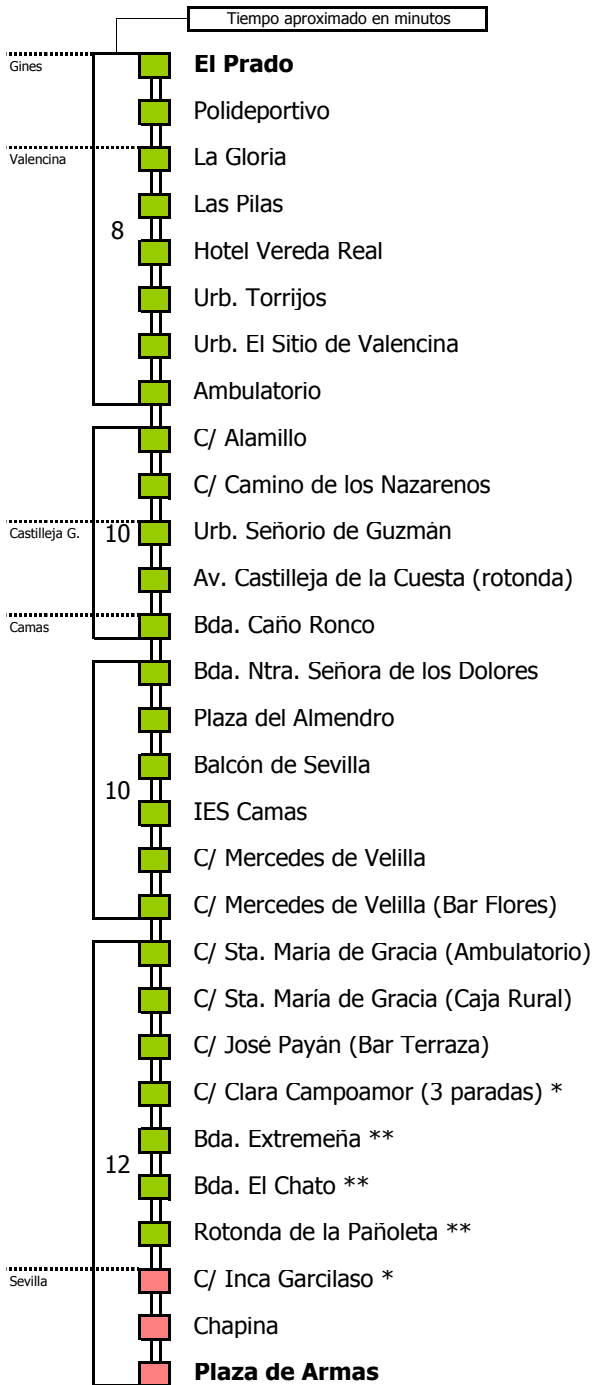 Tiempo aproximado en minutos
Gines
El Prado
Polideportivo
Valencina
La Gloria
Las Pilas
8
Hotel Vereda Real
Urb. Torrijos
Urb. El Sitio de Valencina
Ambulatorio
C/ Alamillo
C/ Camino de los Nazarenos
Castilleja G.
10
Urb. Señorio de Guzmán
Av. Castilleja de la Cuesta (rotonda)
Camas
Bda. Caño Ronco
Bda. Ntra. Señora de los Dolores
Plaza del Almendro
Balcón de Sevilla
10
IES Camas
C/ Mercedes de Velilla
C/ Mercedes de Velilla (Bar Flores)
C/ Sta. Maria de Gracia (Ambulatorio)
C/ Sta. María de Gracia (Caja Rural)
C/ José Payán (Bar Terraza)
C/ Clara Campoamor (3 paradas) *
Bda. Extremeña **
12
Bda. El Chato **
Rotonda de la Pañoleta **
Sevilla
C/ Inca Garcilaso *
Chapina
Plaza de Armas